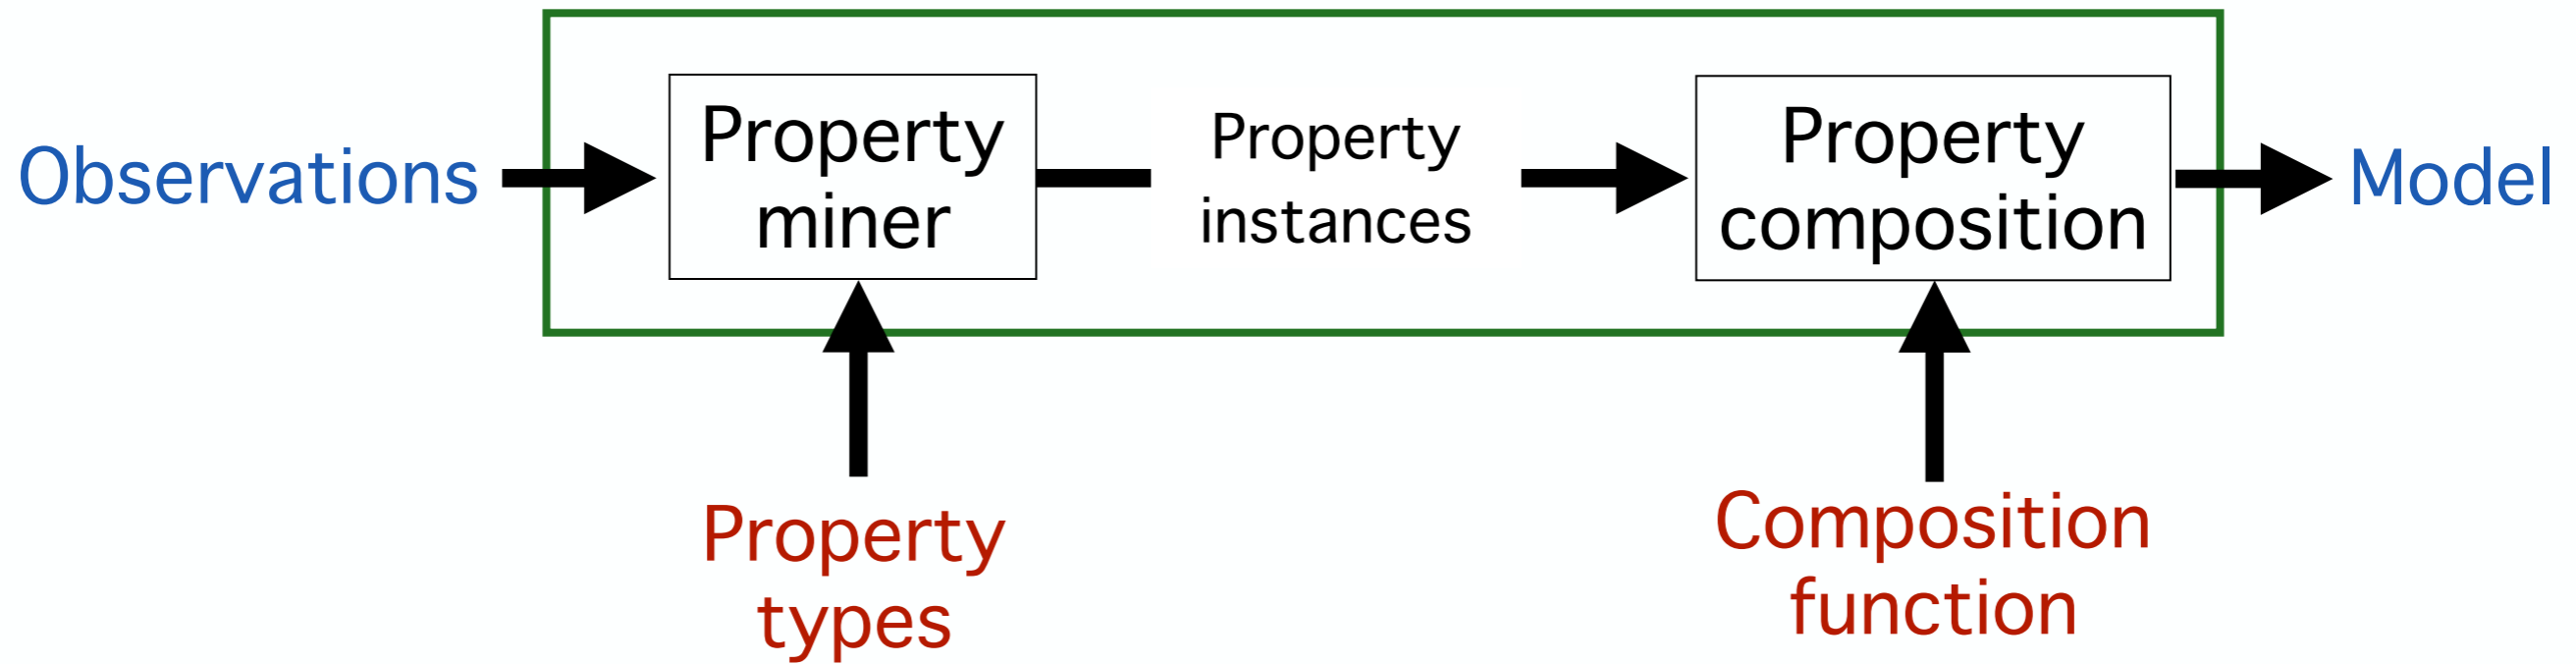 Observations
Property
miner
Property
instances
Property
composition
Model
Property
types
Composition
function